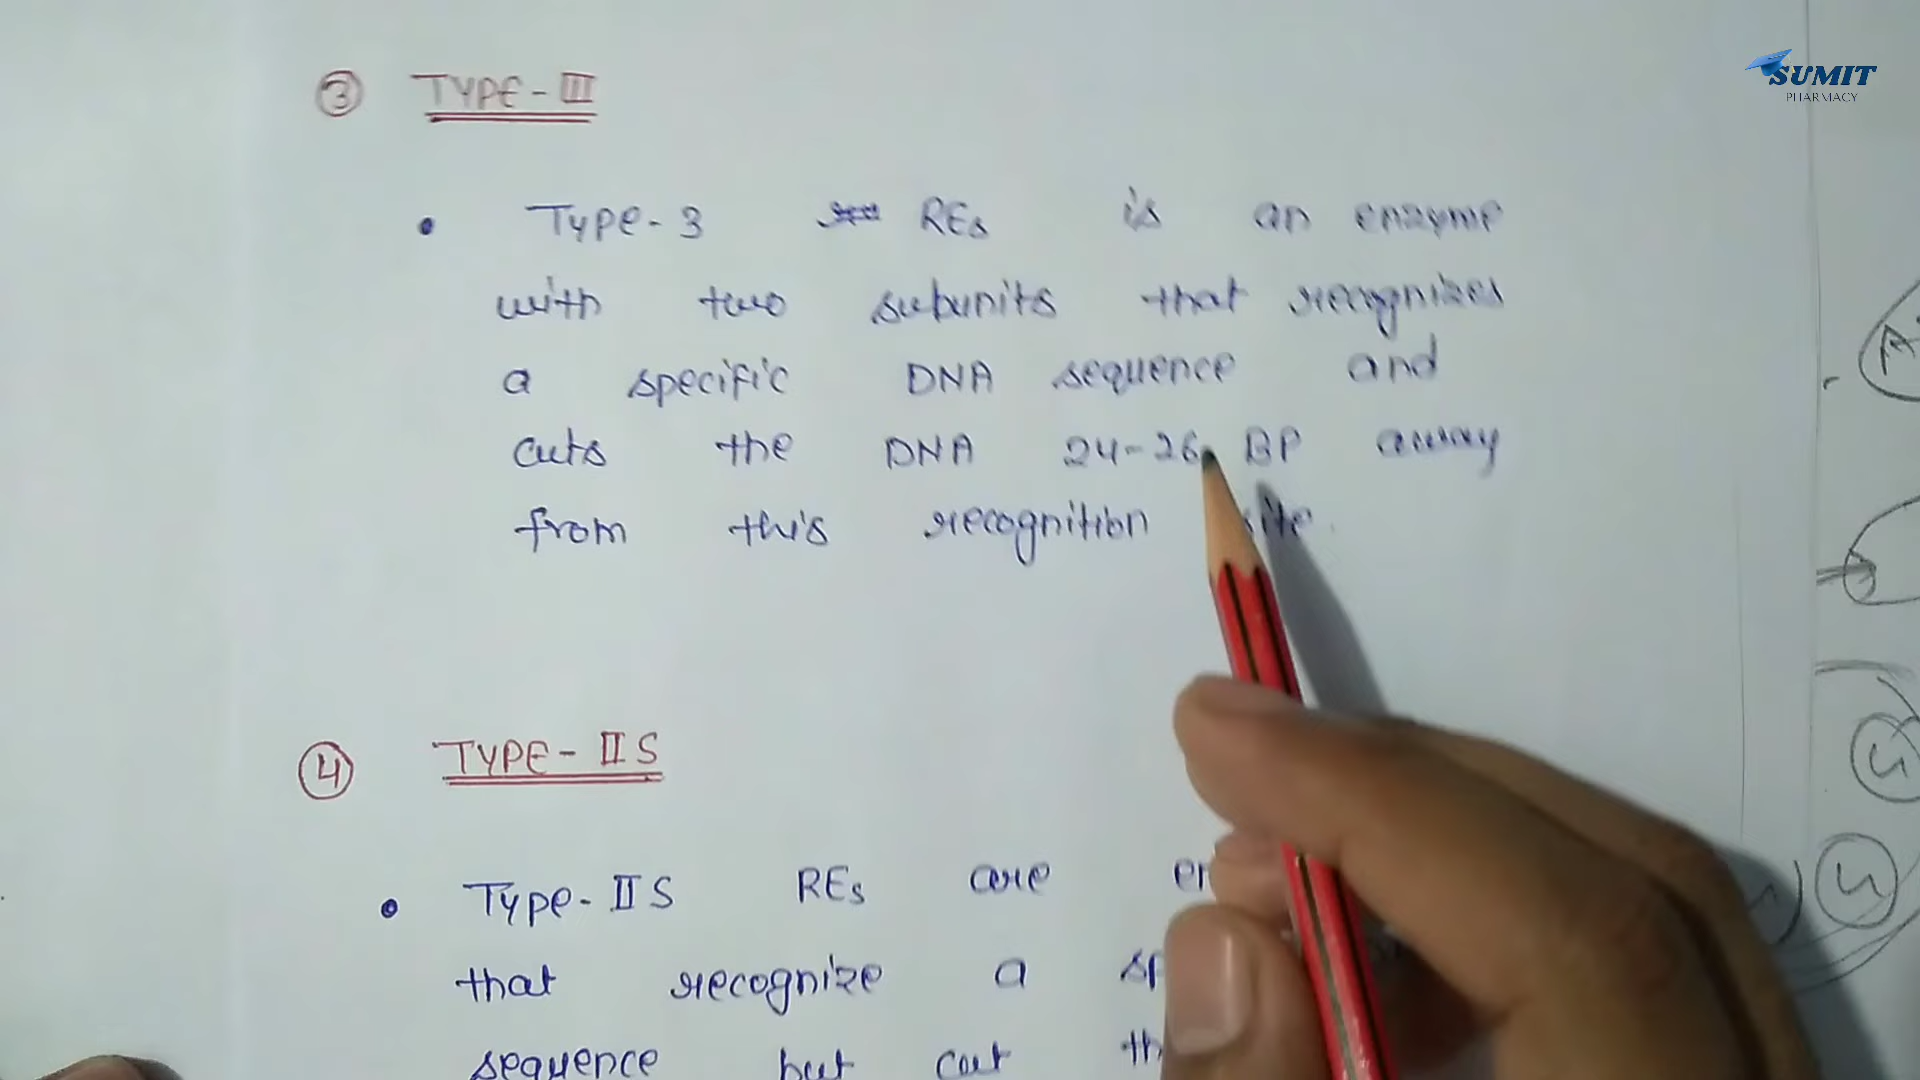 SUMIT
PHARMACY
3 TYPE-III
• Type-3 REs is an enzyme
with two subunits that recognizes
a specific DNA sequence and
cuts the DNA 24-26 BP away
from this recognition site.
4 TYPE-IIS
• Type-IIS REs are
that recognize a
sequence but cut